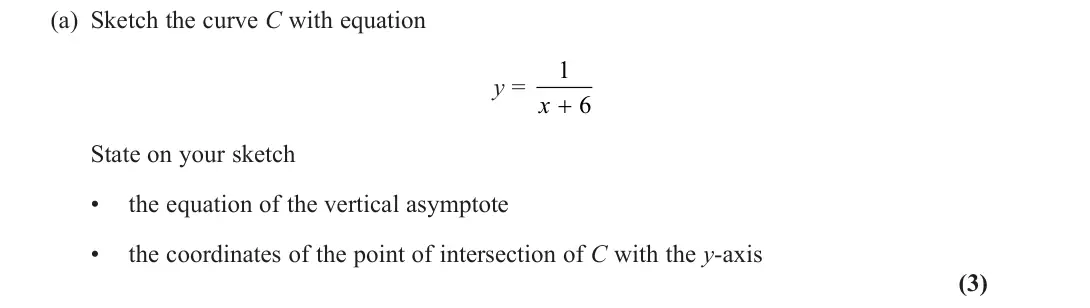 (a) Sketch the curve C with equation
y = 1 / (x + 6)
State on your sketch
• the equation of the vertical asymptote
• the coordinates of the point of intersection of C with the y-axis
(3)